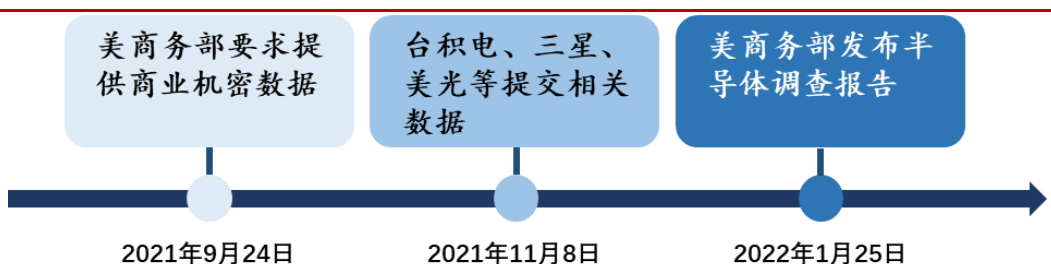 美商务部要求提
供商业机密数据
台积电、三星、
美光等提交相关
数据
美商务部发布半
导体调查报告
2021年9月24日
2021年11月8日
2022年1月25日